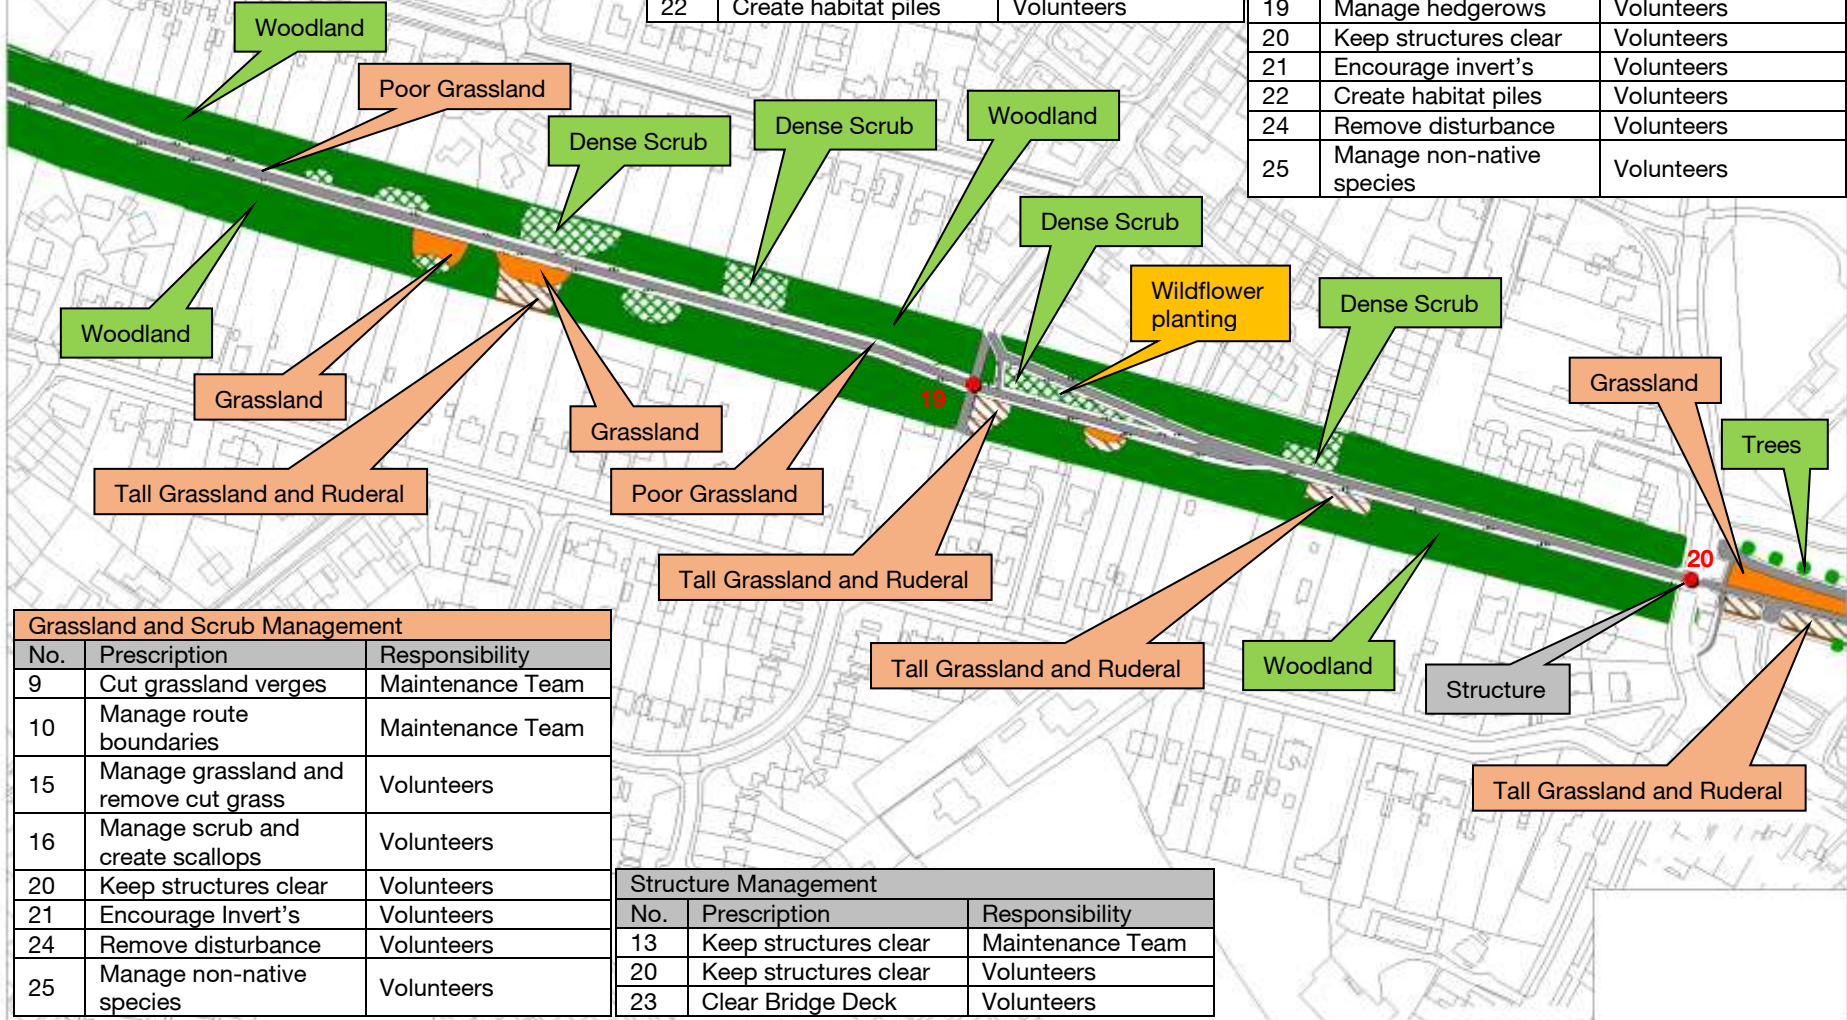 22 Create habitat piles Volunteers
19 Manage hedgerows Volunteers
20 Keep structures clear Volunteers
21 Encourage invert's Volunteers
22 Create habitat piles Volunteers
24 Remove disturbance Volunteers
25 Manage non-native species Volunteers
Woodland
Poor Grassland
Dense Scrub
Dense Scrub
Woodland
Dense Scrub
Wildflower
planting
Dense Scrub
Woodland
Grassland
Grassland
Tall Grassland and Ruderal
Poor Grassland
19
Grassland
Trees
20
Tall Grassland and Ruderal
Tall Grassland and Ruderal
Woodland
Structure
Tall Grassland and Ruderal
Grassland and Scrub Management
No. Prescription Responsibility
9 Cut grassland verges Maintenance Team
10 Manage route boundaries Maintenance Team
15 Manage grassland and remove cut grass Volunteers
16 Manage scrub and create scallops Volunteers
20 Keep structures clear Volunteers
21 Encourage Invert's Volunteers
24 Remove disturbance Volunteers
25 Manage non-native species Volunteers
Structure Management
No. Prescription Responsibility
13 Keep structures clear Maintenance Team
20 Keep structures clear Volunteers
23 Clear Bridge Deck Volunteers